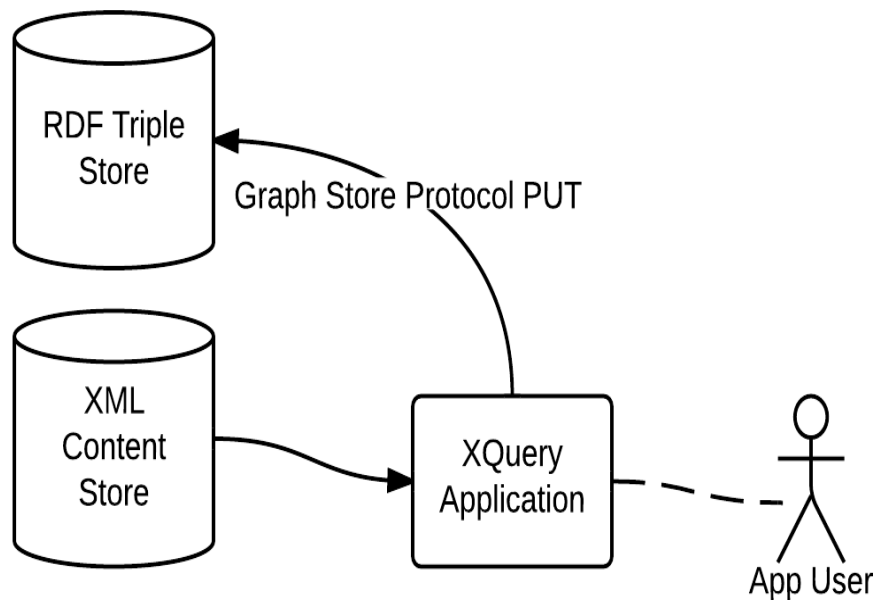 RDF Triple
Store
Graph Store Protocol PUT
XML
Content
Store
XQuery
Application
App User